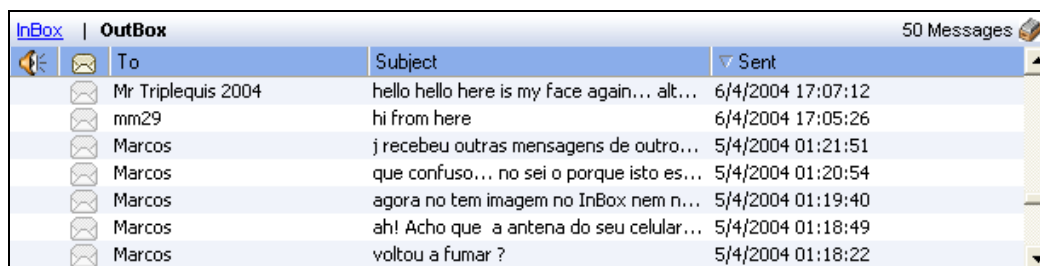 InBox | OutBox 50 Messages
To Subject Sent
Mr Triplequis 2004 hello hello here is my face again... alt... 6/4/2004 17:07:12
mm29 hi from here 6/4/2004 17:05:26
Marcos j recebeu outras mensagens de outro... 5/4/2004 01:21:51
Marcos que confuso... no sei o porque isto es... 5/4/2004 01:20:54
Marcos agora no tem imagem no InBox nem n... 5/4/2004 01:19:40
Marcos ah! Acho que  a antena do seu celular... 5/4/2004 01:18:49
Marcos voltou a fumar ? 5/4/2004 01:18:22